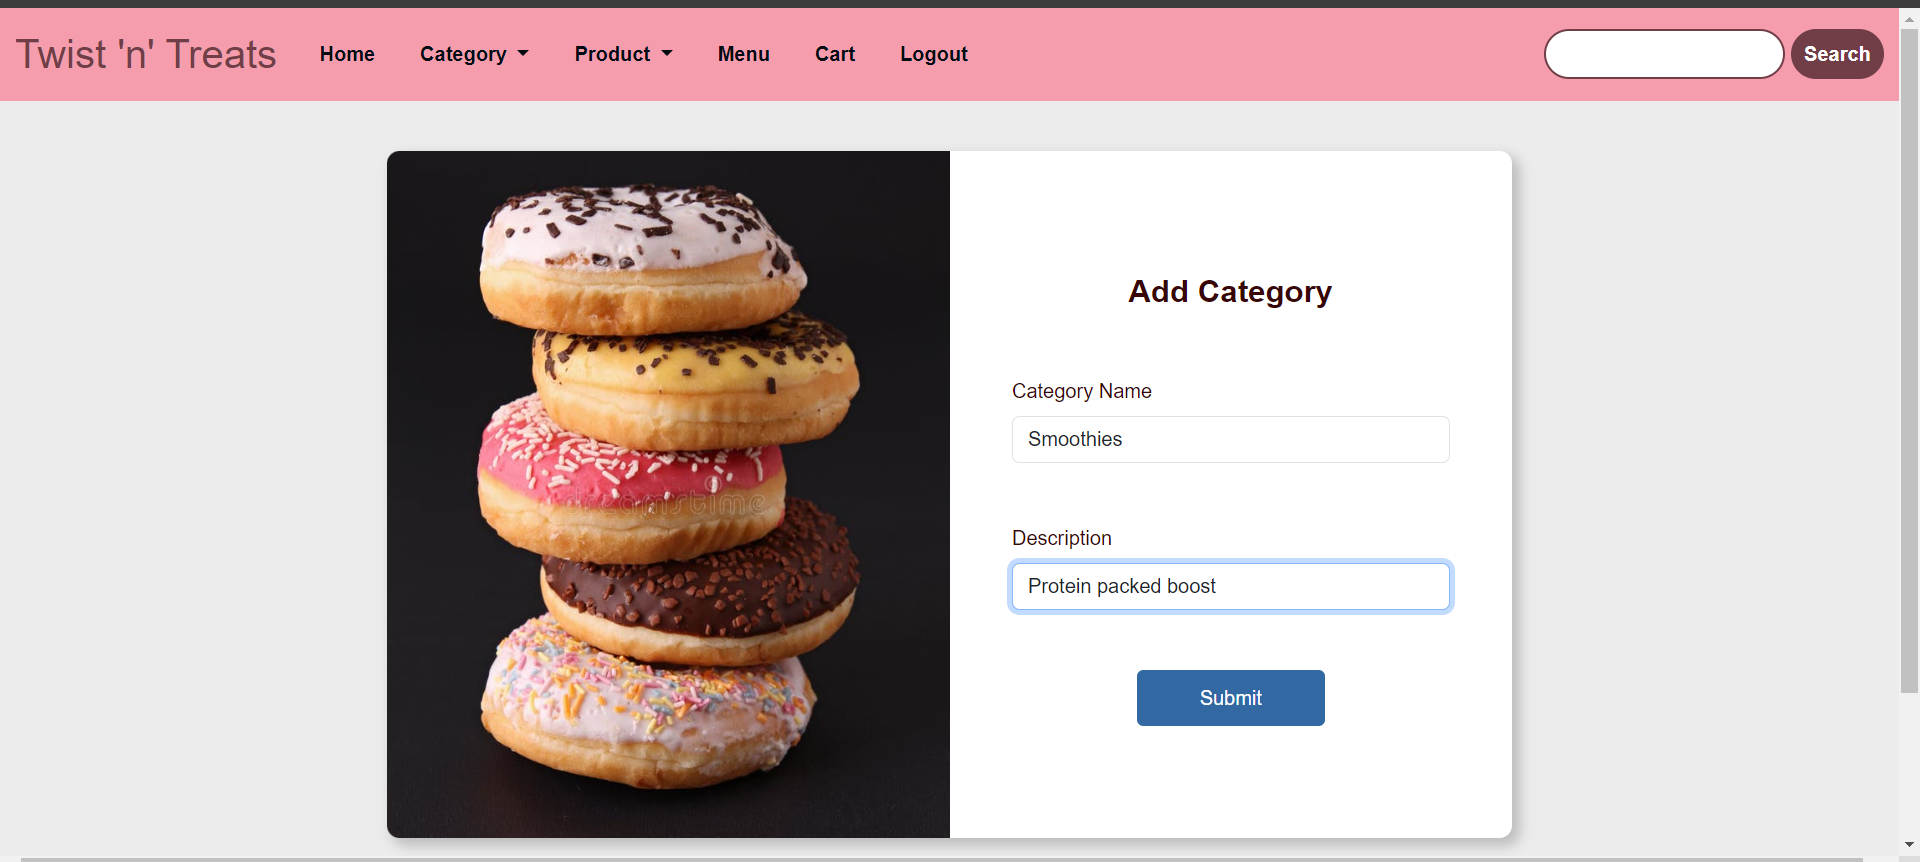 Twist 'n' Treats Home Category Product Menu Cart Logout Search
Add Category
Category Name
Smoothies
dreamstime
Description
Protein packed boost
Submit